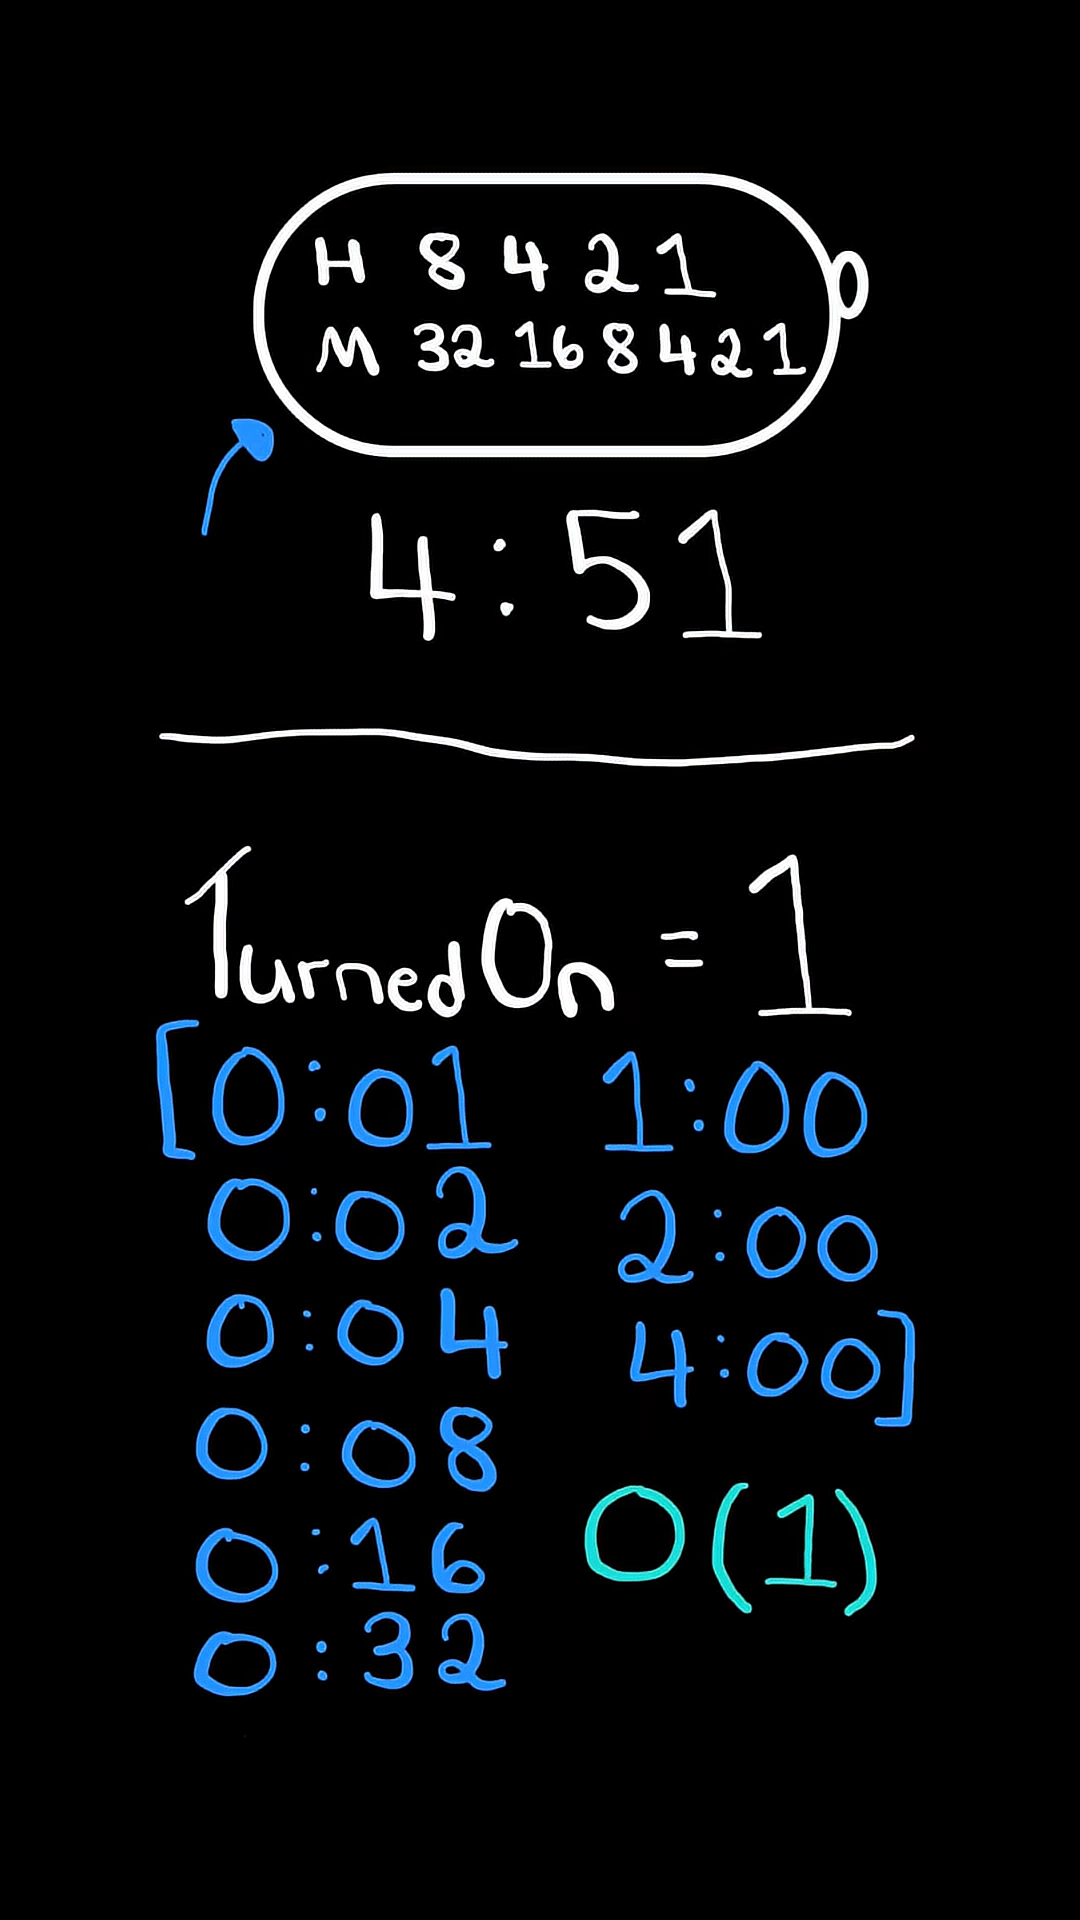 H 8 4 2 1
M 32 16 8 4 2 1
4:51
TurnedOn = 1
[0:01 1:00
0:02 2:00
0:04 4:00]
0:08
O(1)
0:16
0:32